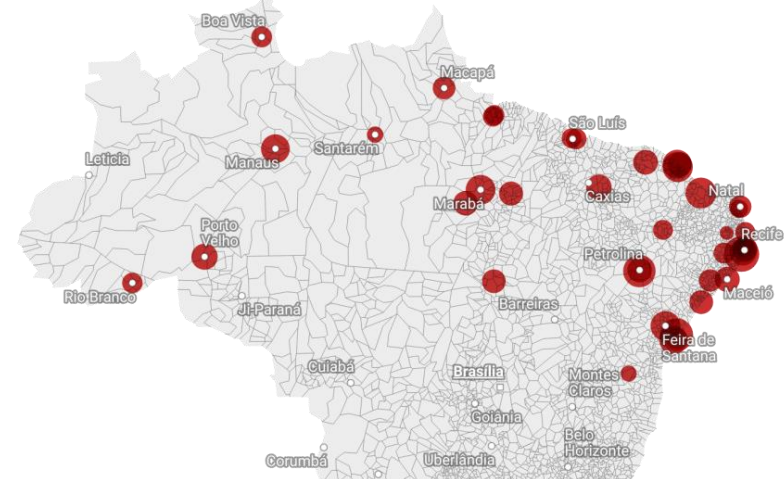 Boa Vista
Macapá
São Luís
Santarém
Manaus
Leticia
Natal
Caxias
Marabá
Porto
Velho
Recife
Petrolina
Maceió
Rio Branco
Barreiras
Ji-Paraná
Feira de
Santana
Cuiabá
Brasília
Montes
Claros
Goiânia
Belo
Horizonte
Corumbá
Uberlândia